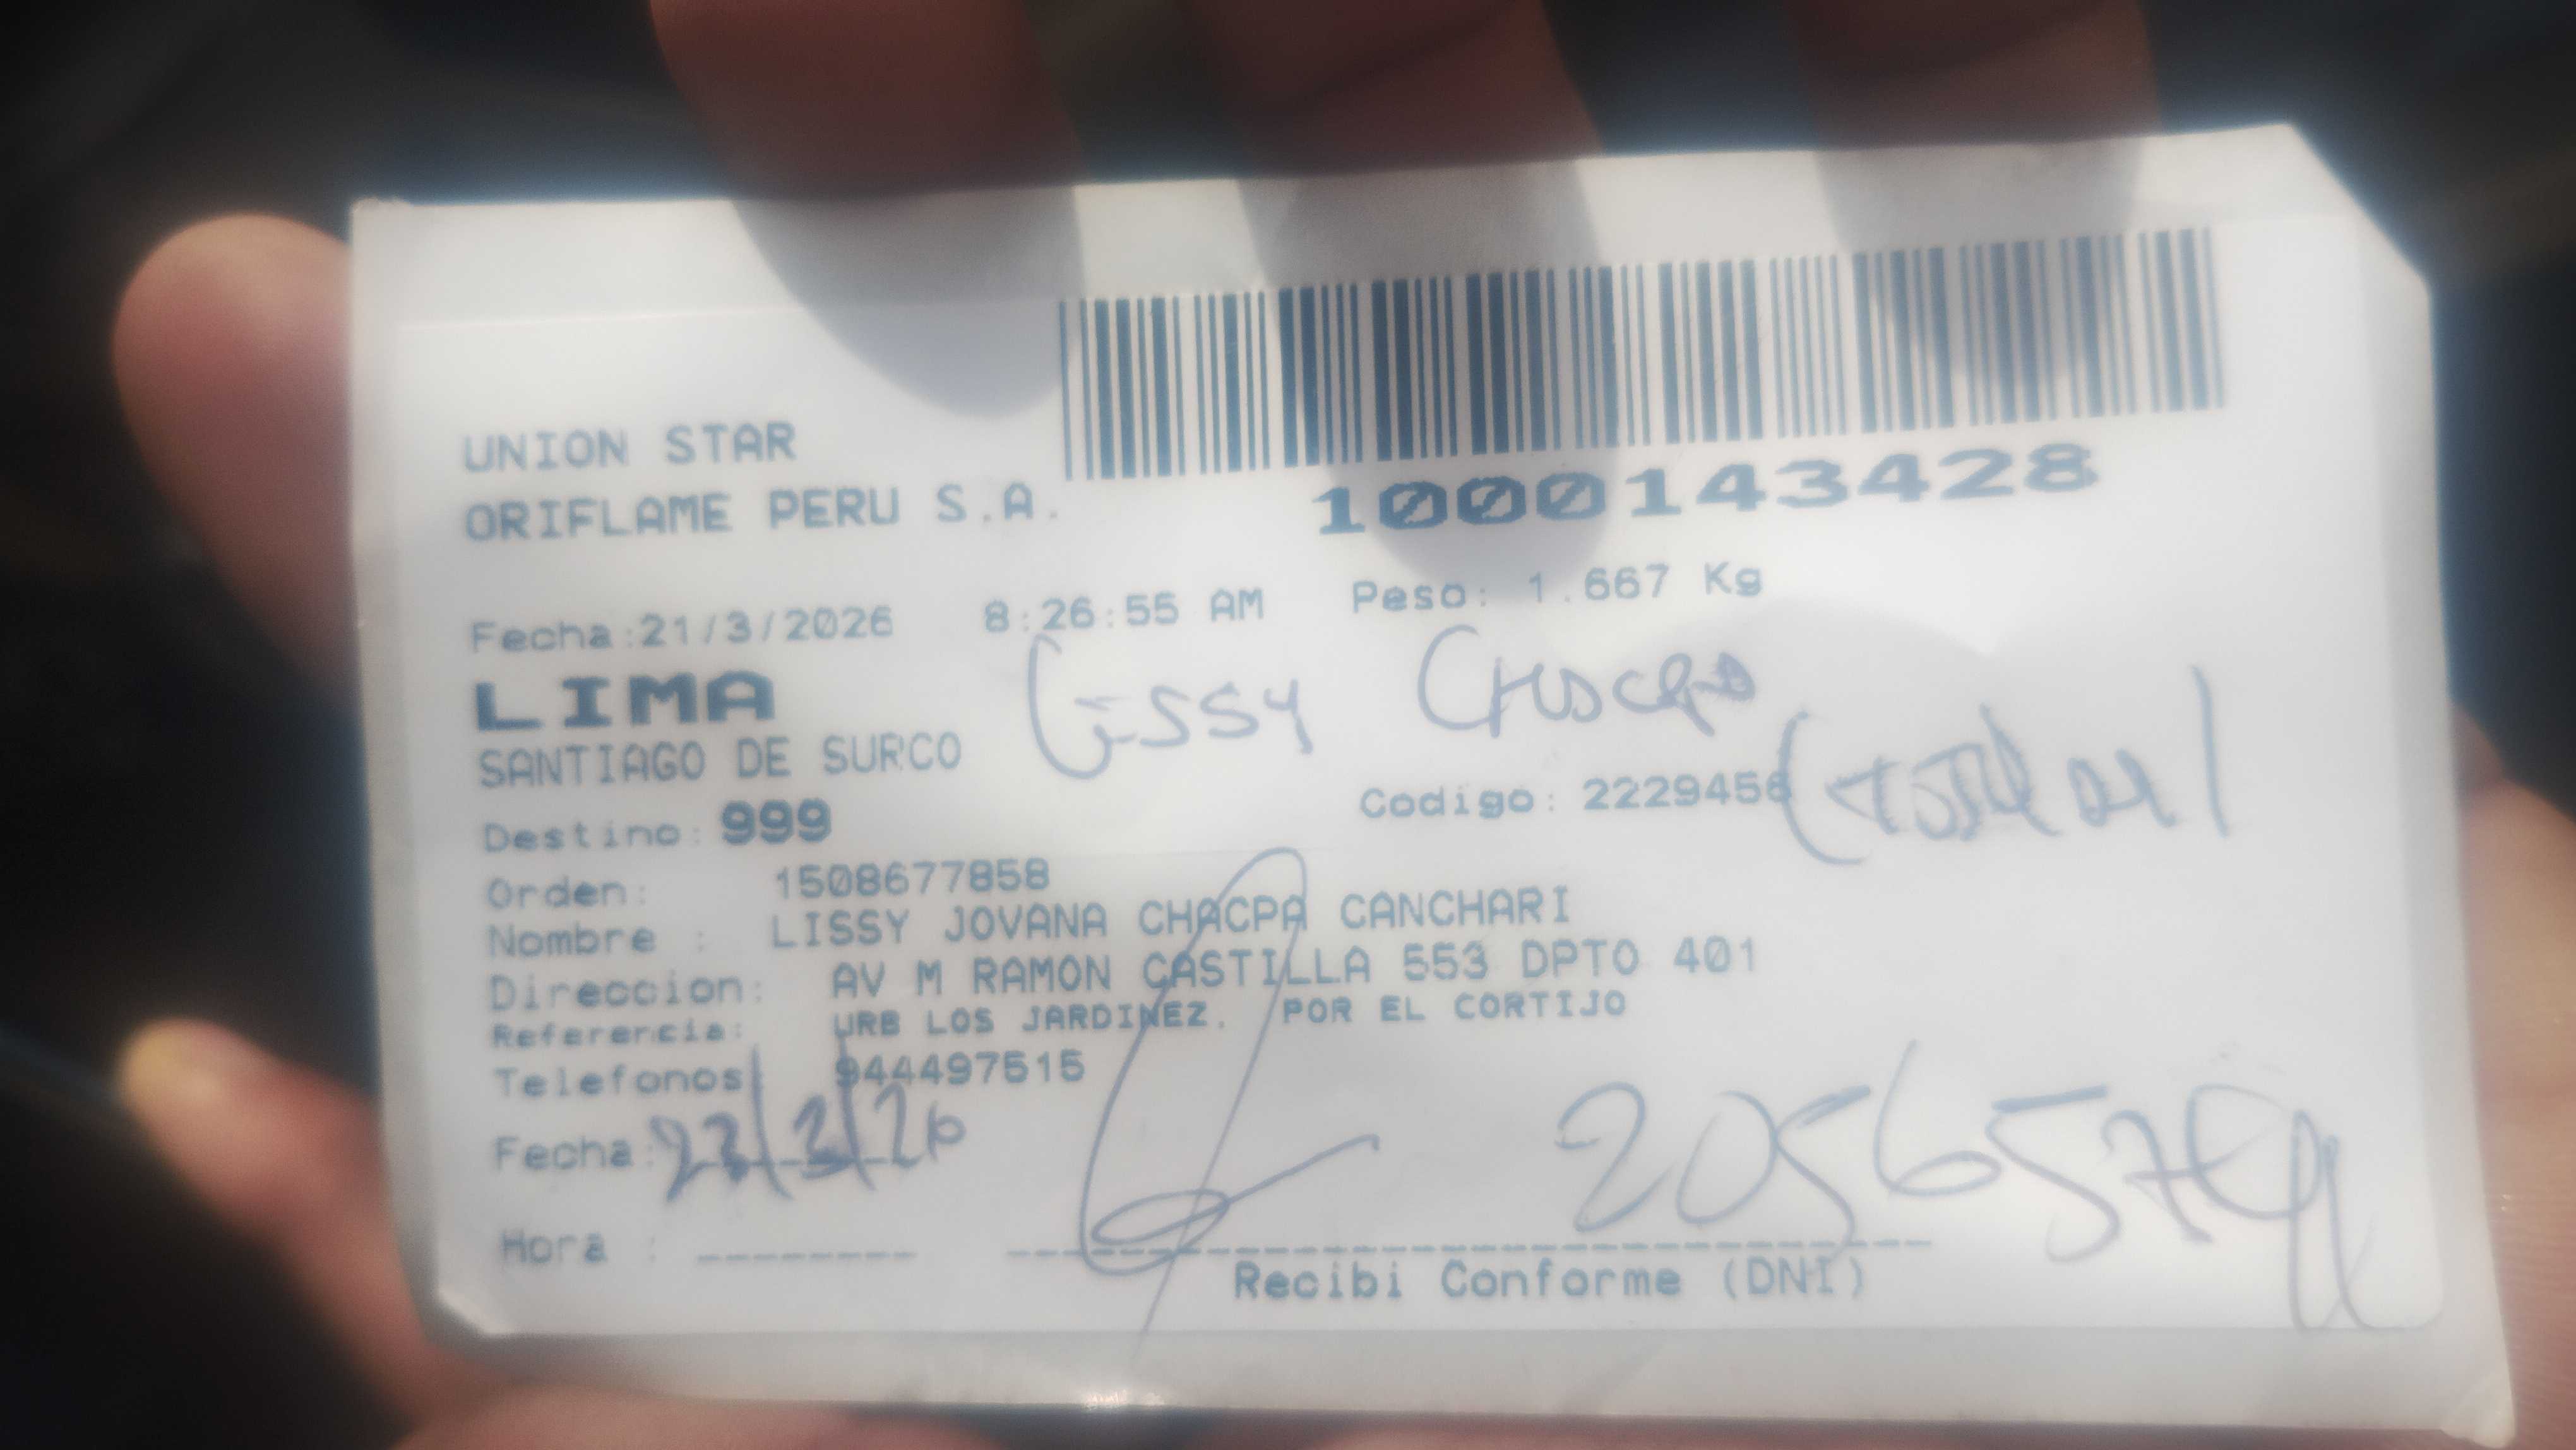 UNION STAR
ORIFLAME PERU S.A.
1000143428
Fecha:21/3/2026 8:26:55 AM Peso: 1.667 Kg
LIMA
Lissy
SANTIAGO DE SURCO
Codigo: 2229456
Destino: 999
Orden: 1508677858
Nombre : LISSY JOVANA CHACPA CANCHARI
Direccion: AV M RAMON CASTILLA 553 DPTO 401
Referencia: URB LOS JARDINEZ. POR EL CORTIJO
Telefonos 944497515
Fecha:
Hora :
Recibi Conforme (DNI)